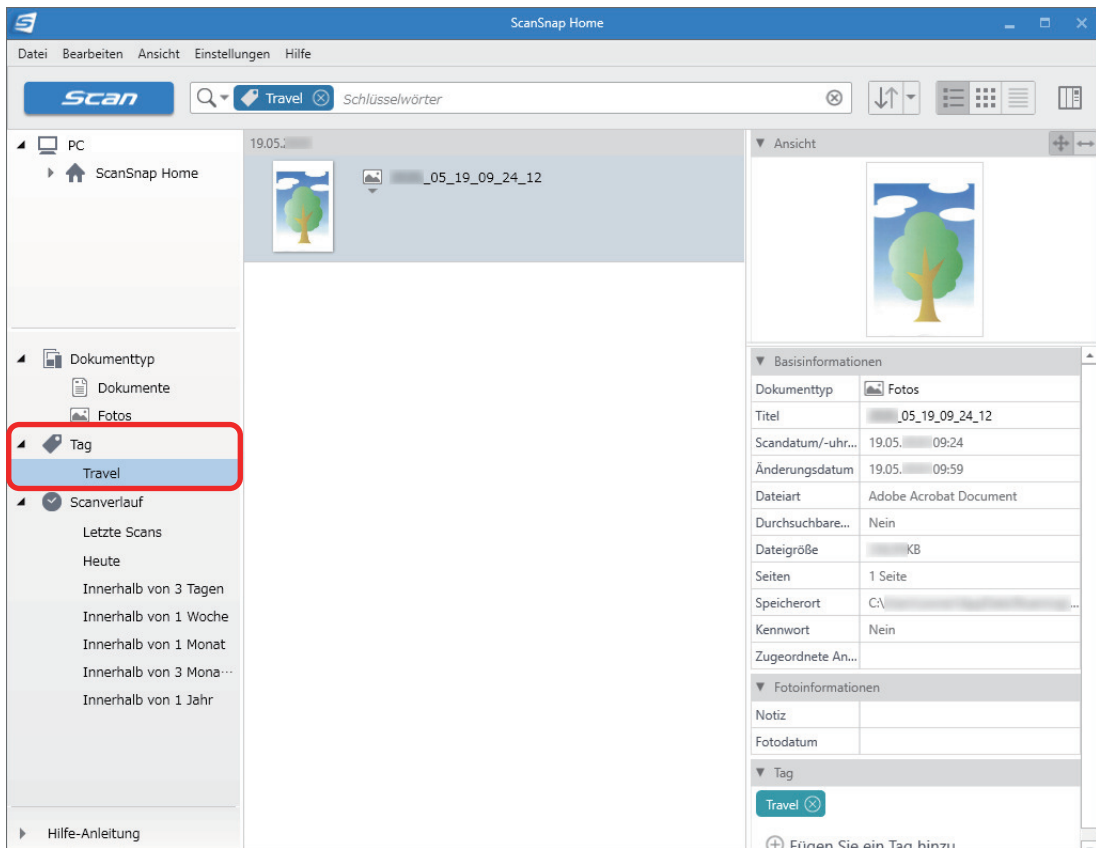 ScanSnap Home
Datei Bearbeiten Ansicht Einstellungen Hilfe
Scan Travel Schlüsselwörter
PC
ScanSnap Home
Dokumenttyp
Dokumente
Fotos
Tag
Travel
Scanverlauf
Letzte Scans
Heute
Innerhalb von 3 Tagen
Innerhalb von 1 Woche
Innerhalb von 1 Monat
Innerhalb von 3 Mona...
Innerhalb von 1 Jahr
Hilfe-Anleitung
19.05.
_05_19_09_24_12
Ansicht
Basisinformationen
Dokumenttyp Fotos
Titel _05_19_09_24_12
Scandatum/-uhr... 19.05. 09:24
Änderungsdatum 19.05. 09:59
Dateiart Adobe Acrobat Document
Durchsuchbare... Nein
Dateigröße KB
Seiten 1 Seite
Speicherort C:\ ...
Kennwort Nein
Zugeordnete An...
Fotoinformationen
Notiz
Fotodatum
Tag
Travel
Fügen Sie ein Tag hinzu